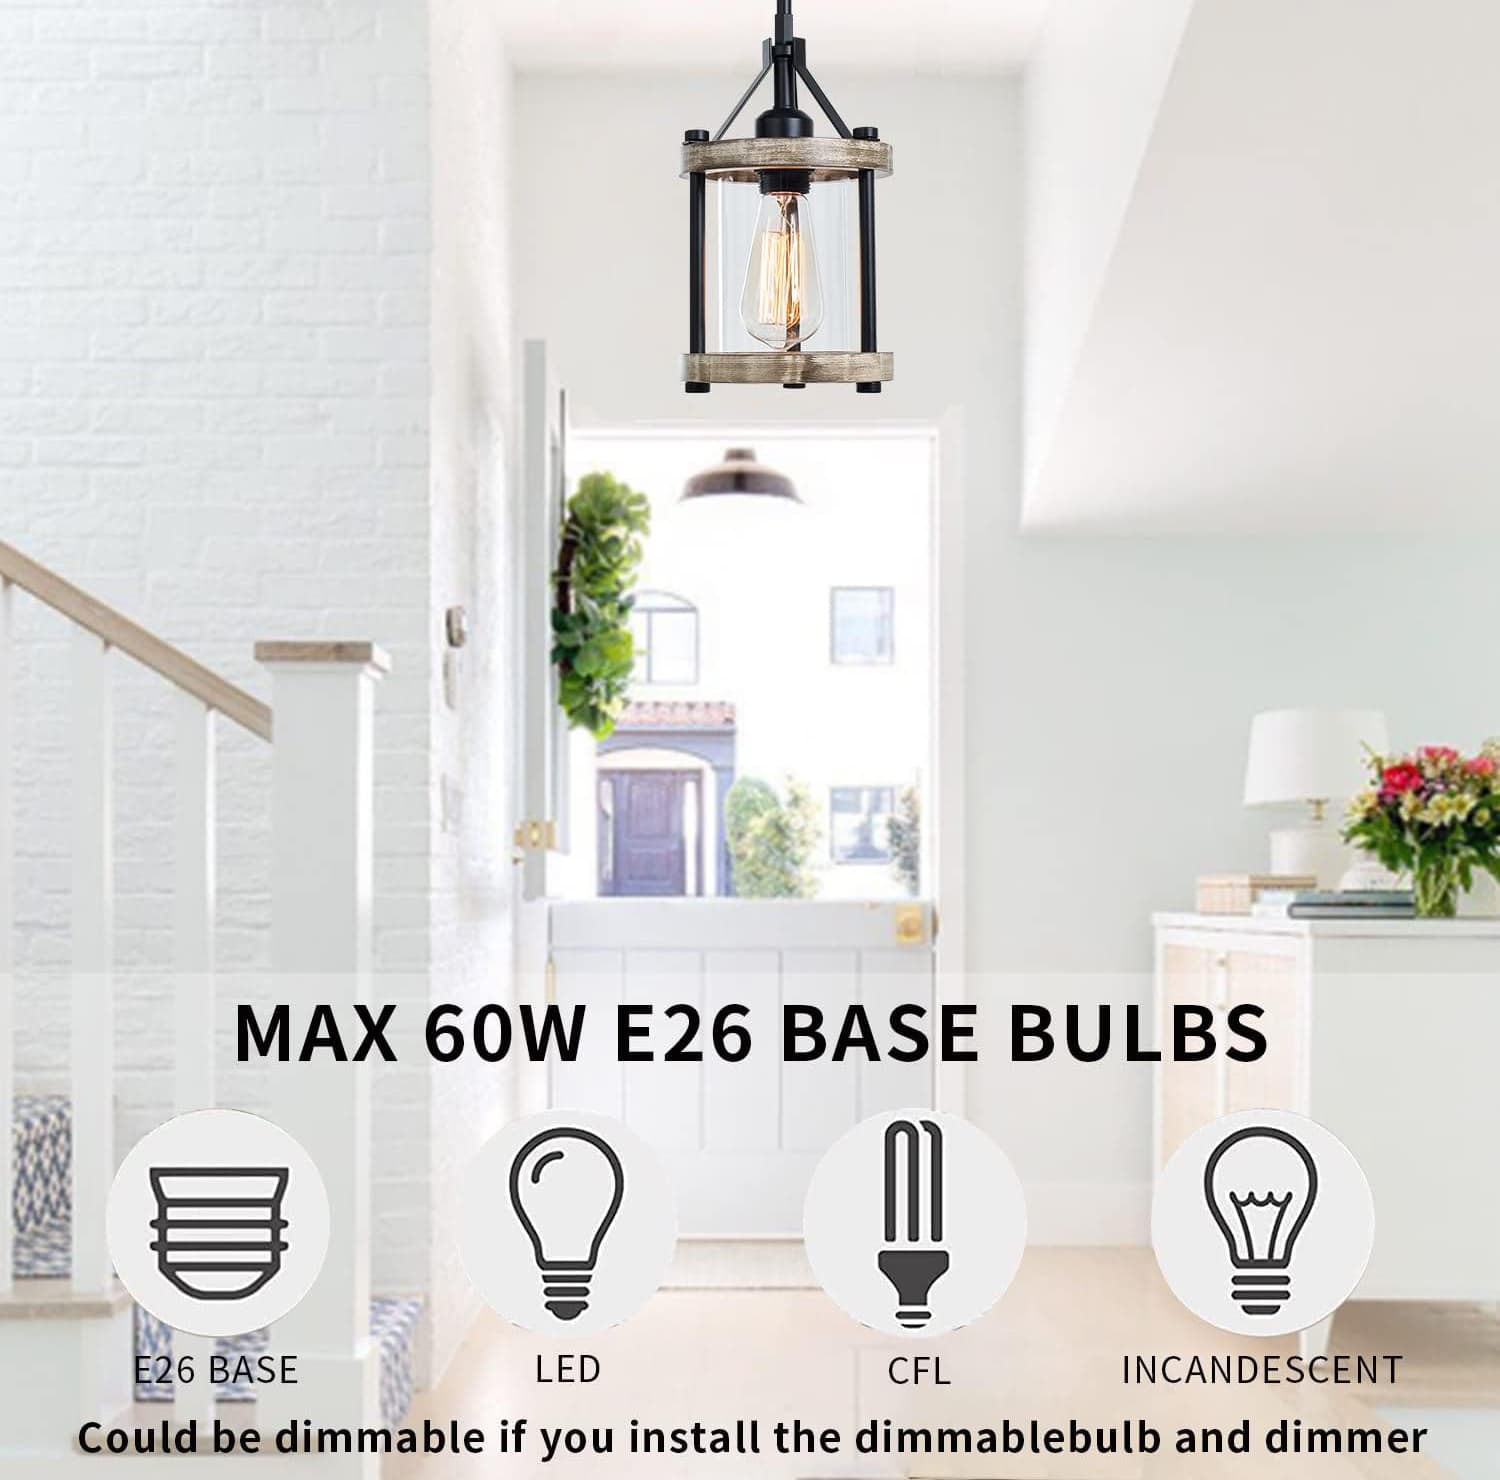 MAX 60W E26 BASE BULBS
E26 BASE
LED
CFL
INCANDESCENT
Could be dimmable if you install the dimmablebulb and dimmer